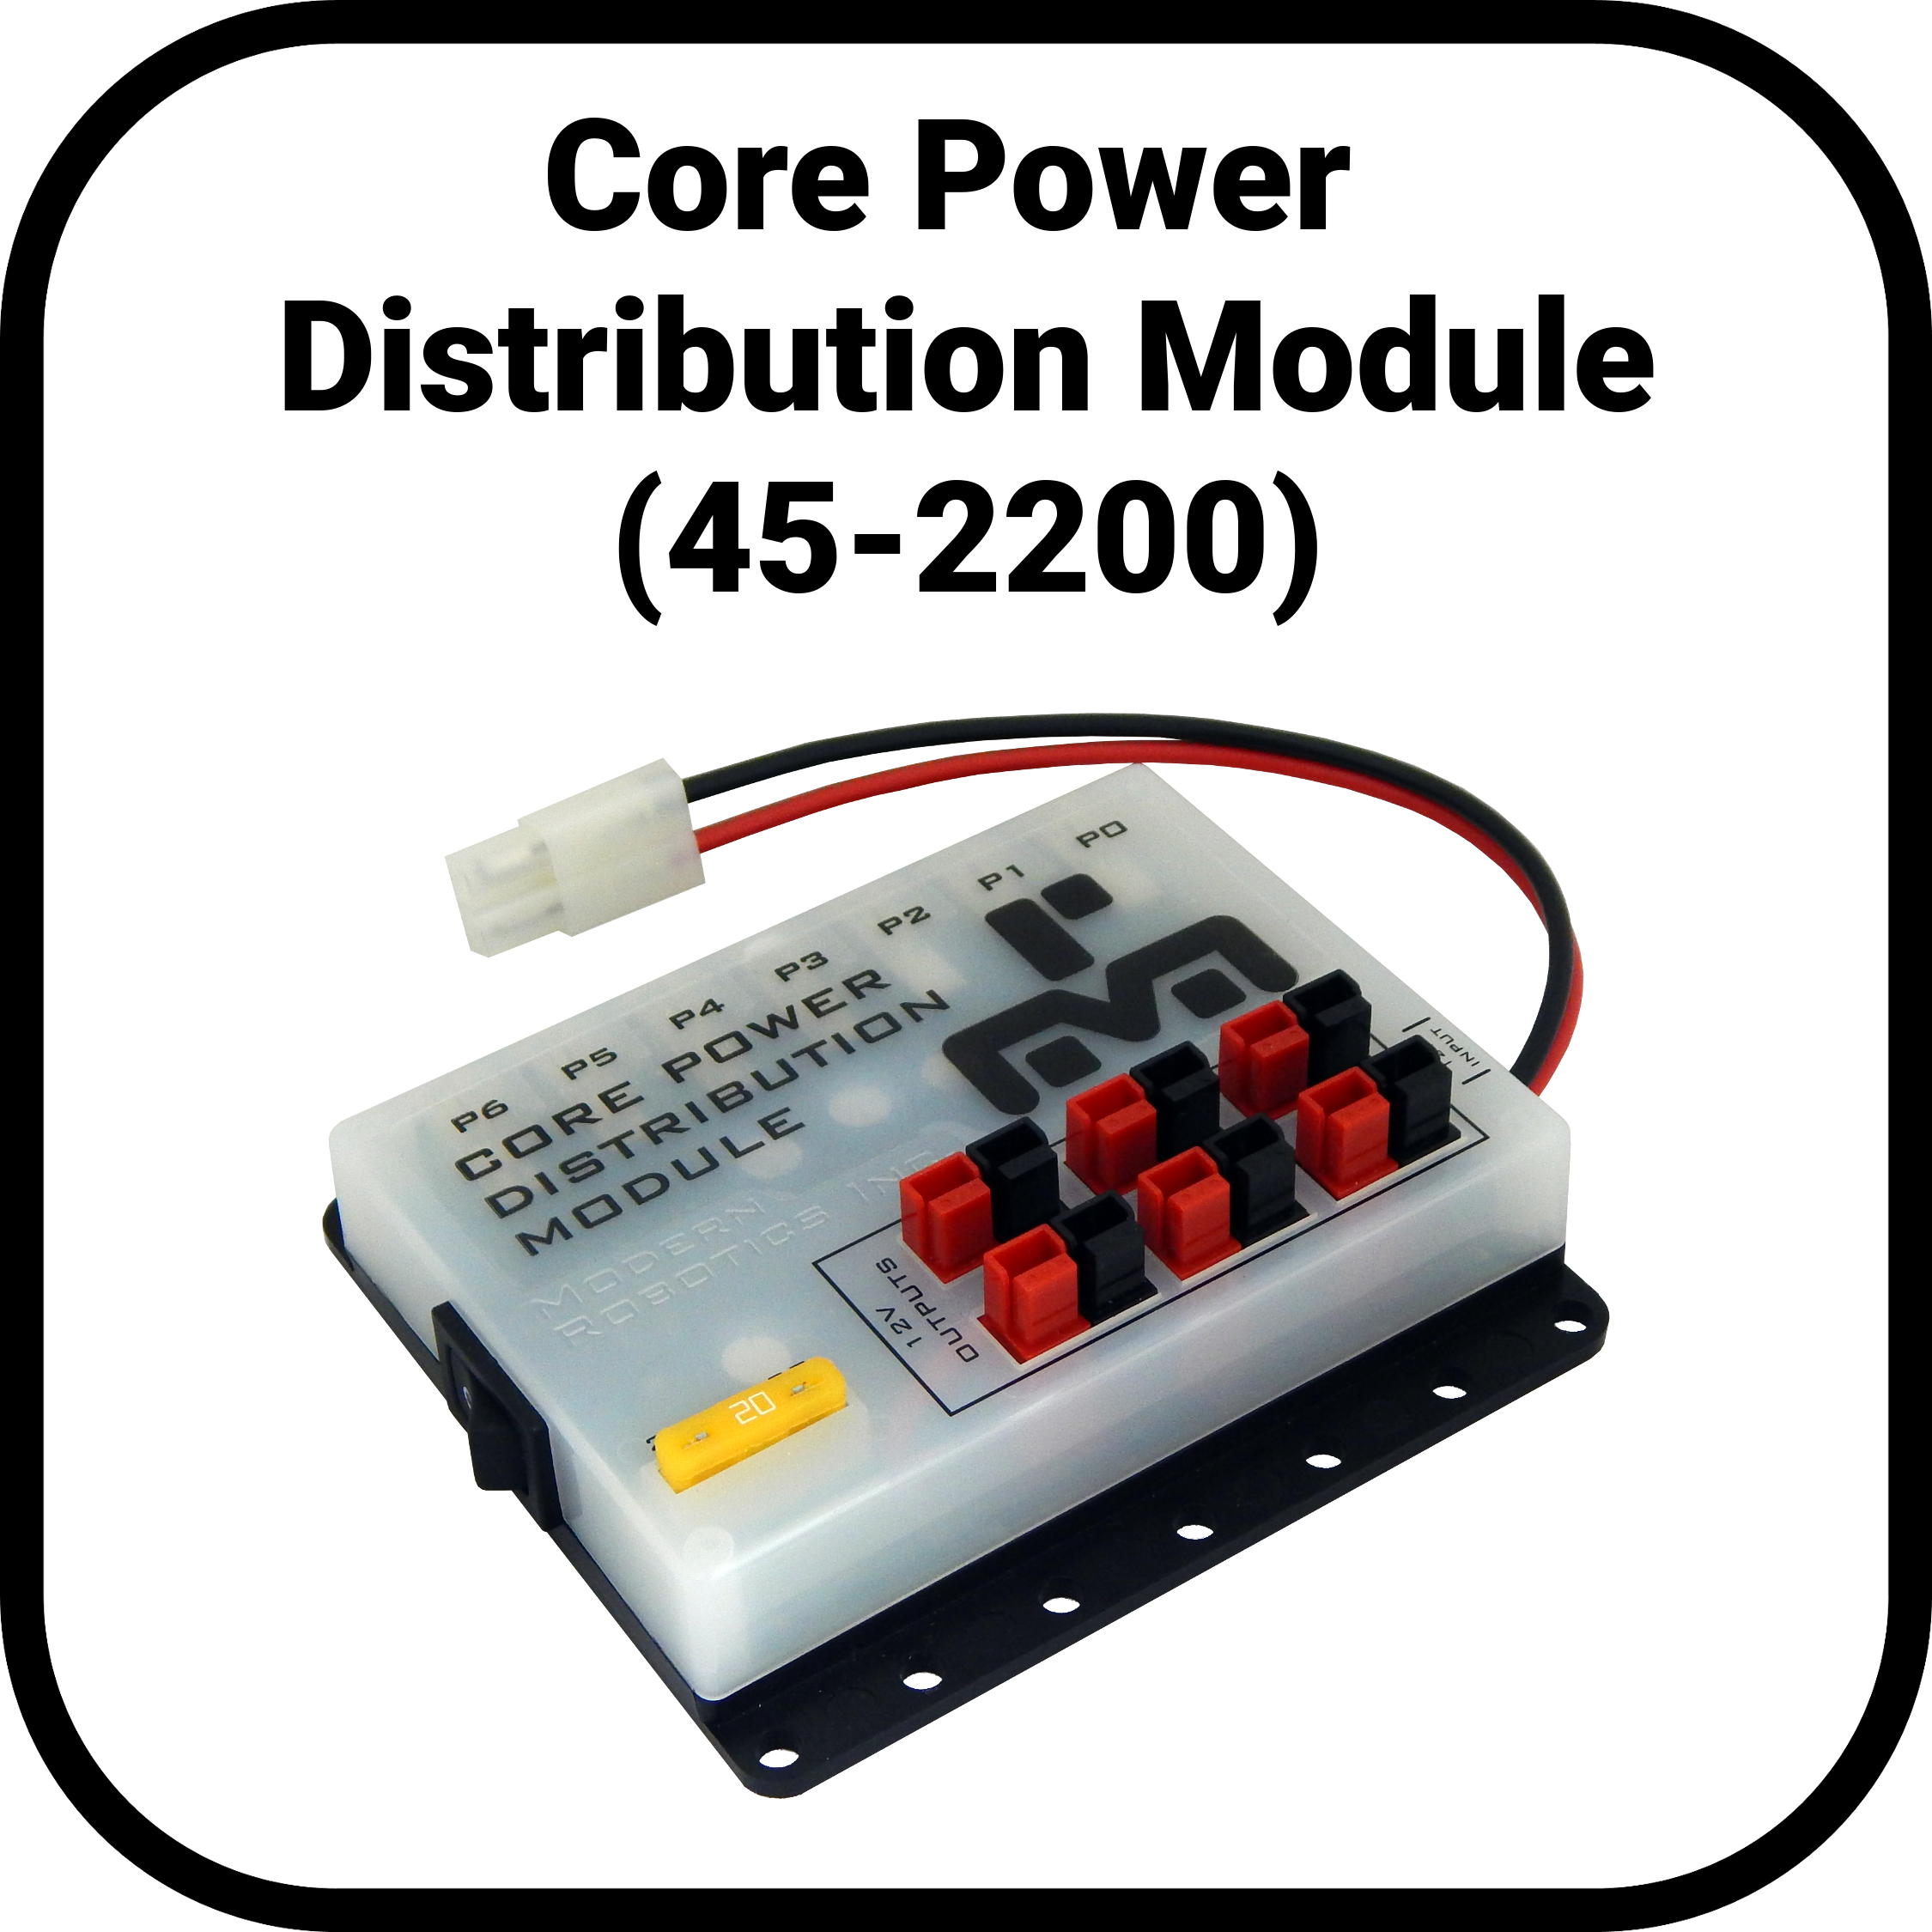 Core Power
Distribution Module
(45-2200)
P0
P1
P2
P3
P4
P5
P6
CORE POWER
DISTRIBUTION
MODULE
MODERN
ROBOTICS INC
INPUT
12V
OUTPUTS
20